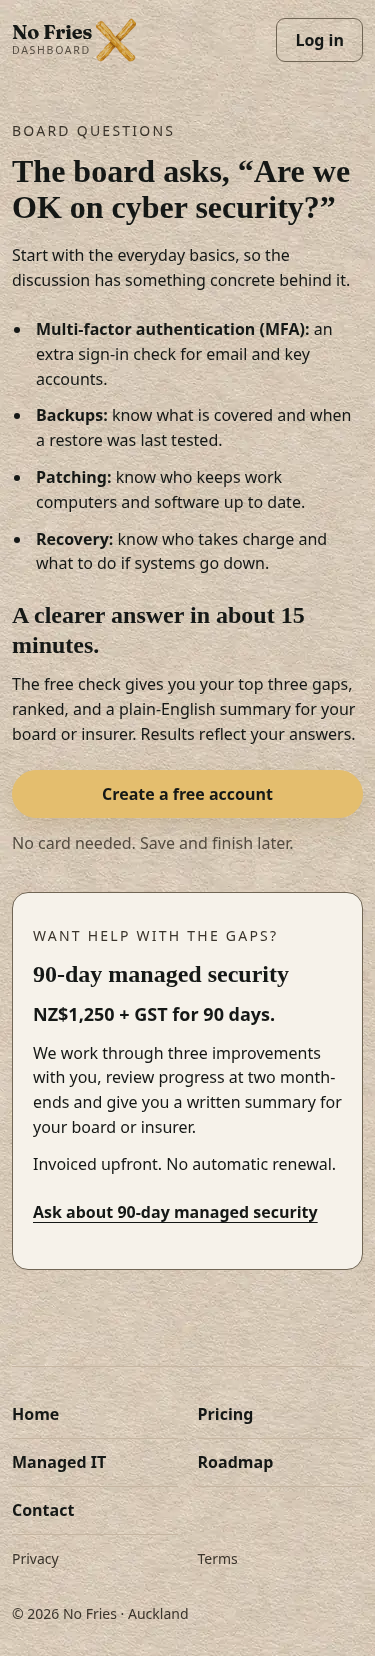 No Fries
DASHBOARD
Log in
BOARD QUESTIONS
The board asks, “Are we
OK on cyber security?”
Start with the everyday basics, so the
discussion has something concrete behind it.
• Multi-factor authentication (MFA): an
extra sign-in check for email and key
accounts.
• Backups: know what is covered and when
a restore was last tested.
• Patching: know who keeps work
computers and software up to date.
• Recovery: know who takes charge and
what to do if systems go down.
A clearer answer in about 15
minutes.
The free check gives you your top three gaps,
ranked, and a plain-English summary for your
board or insurer. Results reflect your answers.
Create a free account
No card needed. Save and finish later.
WANT HELP WITH THE GAPS?
90-day managed security
NZ$1,250 + GST for 90 days.
We work through three improvements
with you, review progress at two month-
ends and give you a written summary for
your board or insurer.
Invoiced upfront. No automatic renewal.
Ask about 90-day managed security
Home
Pricing
Managed IT
Roadmap
Contact
Privacy
Terms
© 2026 No Fries · Auckland